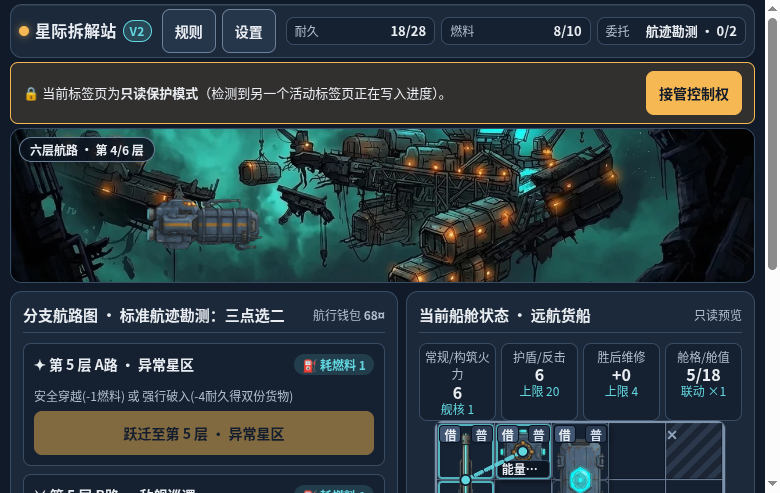 星际拆解站 V2 规则 设置 耐久 18/28 燃料 8/10 委托 航迹勘测 · 0/2
🔒 当前标签页为只读保护模式（检测到另一个活动标签页正在写入进度）。 接管控制权
六层航路 · 第 4/6 层
分支航路图 · 标准航迹勘测：三点选二 航行钱包 68¤
✦ 第 5 层 A路 · 异常星区 ⛽ 耗燃料 1
安全穿越(-1燃料) 或 强行破入(-4耐久得双份货物)
跃迁至第 5 层 · 异常星区
当前船舱状态 · 远航货船 只读预览
常规/构筑火力
6
舰核 1
护盾/反击
6
上限 20
胜后维修
+0
上限 4
舱格/舱值
5/18
联动 ×1
借 普 借 普 借 普 ×
能量…